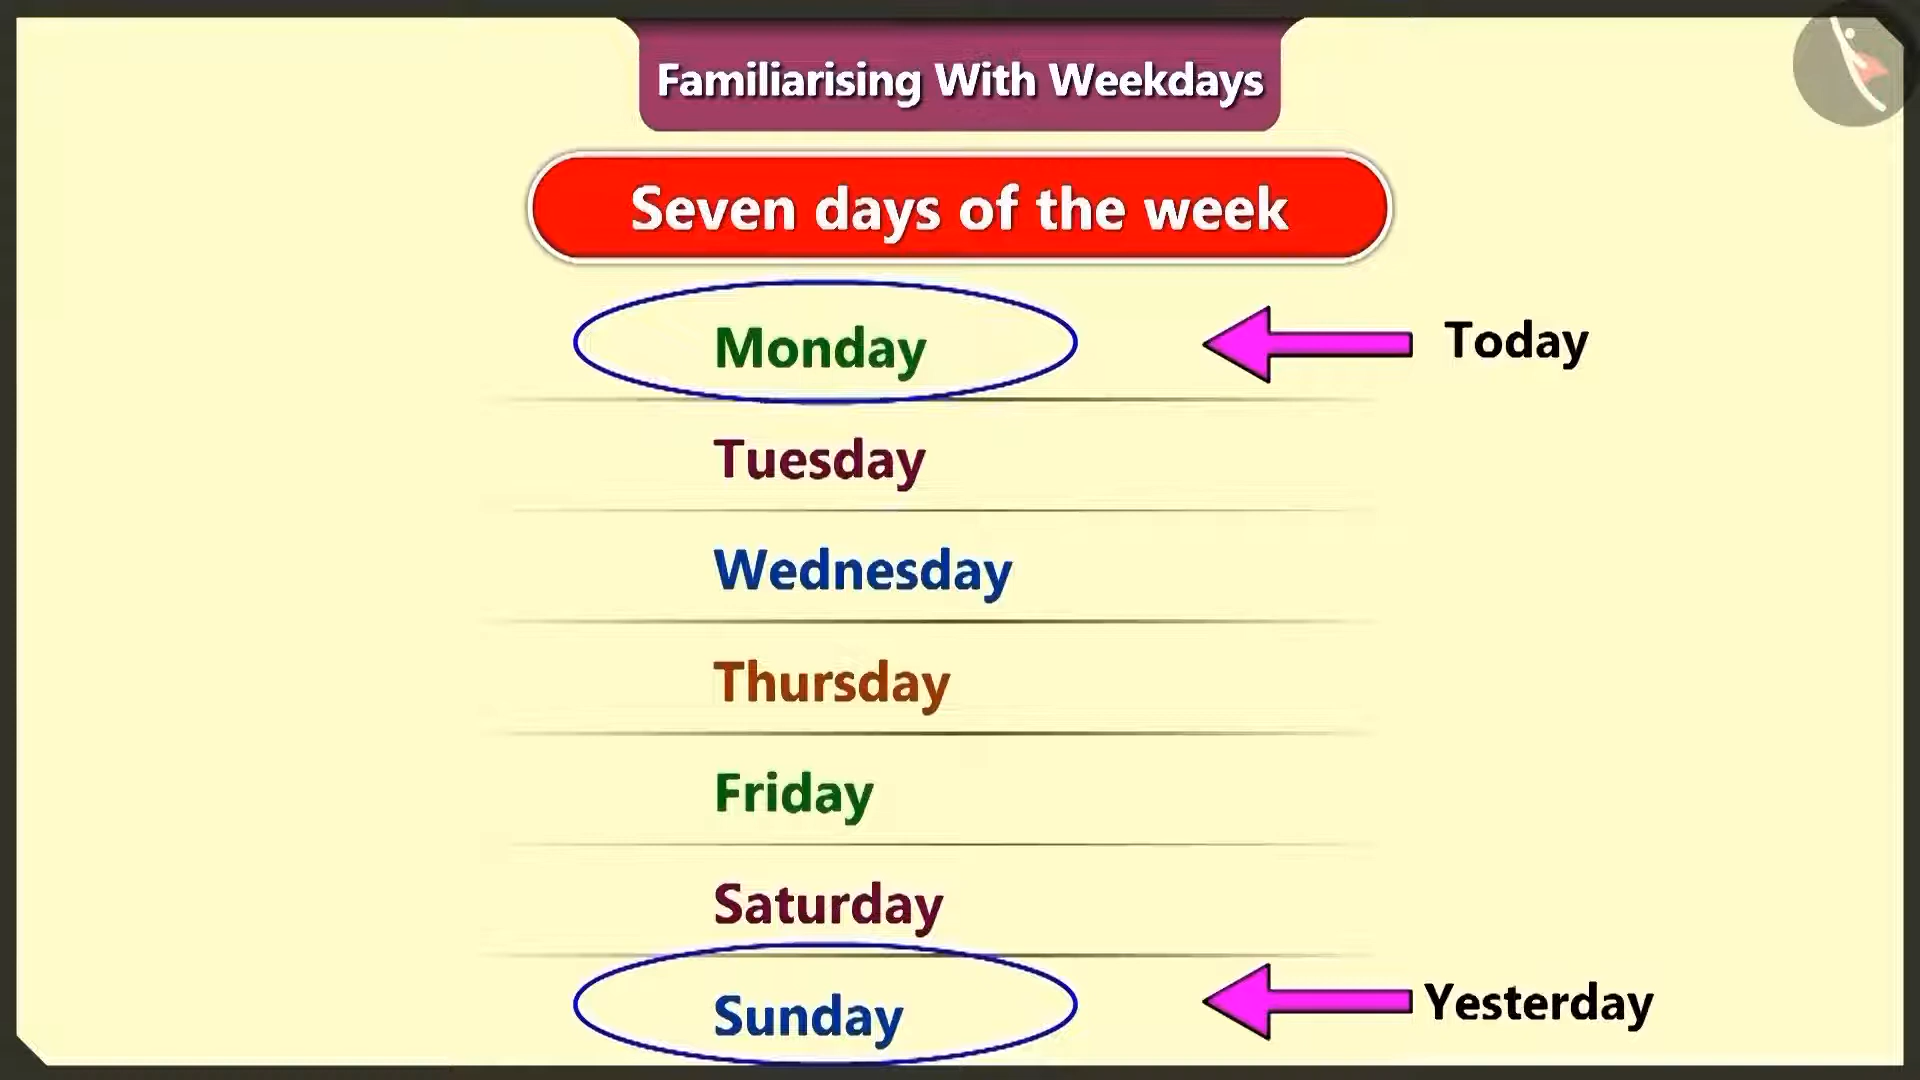 Familiarising With Weekdays
Seven days of the week
Monday
Today
Tuesday
Wednesday
Thursday
Friday
Saturday
Sunday
Yesterday